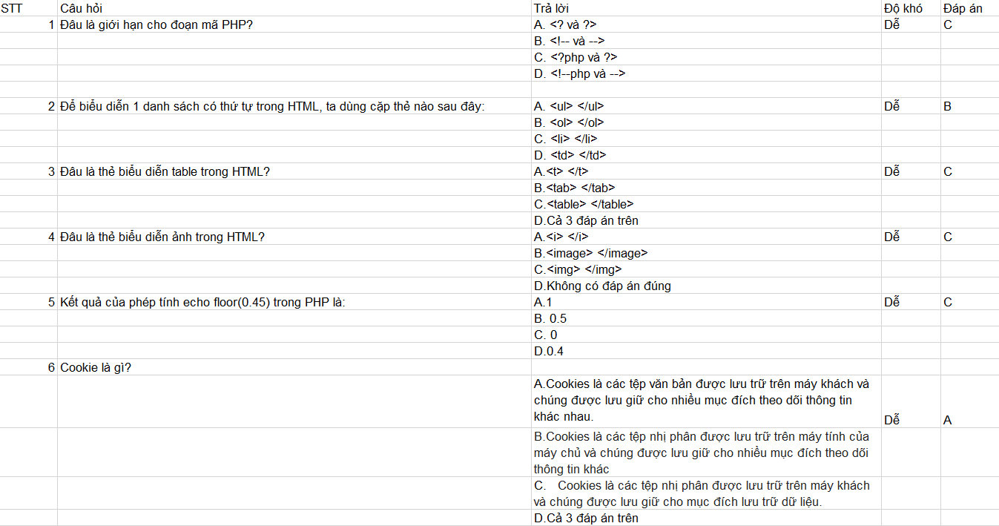 STT Câu hỏi Trả lời Độ khó Đáp án
1 Đâu là giới hạn cho đoạn mã PHP? A. <? và ?> Dễ C
B. <!-- và -->
C. <?php và ?>
D. <!--php và -->
2 Để biểu diễn 1 danh sách có thứ tự trong HTML, ta dùng cặp thẻ nào sau đây: A. <ul> </ul> Dễ B
B. <ol> </ol>
C. <li> </li>
D. <td> </td>
3 Đâu là thẻ biểu diễn table trong HTML? A.<t> </t> Dễ C
B.<tab> </tab>
C.<table> </table>
D.Cả 3 đáp án trên
4 Đâu là thẻ biểu diễn ảnh trong HTML? A.<i> </i> Dễ C
B.<image> </image>
C.<img> </img>
D.Không có đáp án đúng
5 Kết quả của phép tính echo floor(0.45) trong PHP là: A.1 Dễ C
B. 0.5
C. 0
D.0.4
6 Cookie là gì?
A.Cookies là các tệp văn bản được lưu trữ trên máy khách và
chúng được lưu giữ cho nhiều mục đích theo dõi thông tin
khác nhau. Dễ A
B.Cookies là các tệp nhị phân được lưu trữ trên máy tính của
máy chủ và chúng được lưu giữ cho nhiều mục đích theo dõi
thông tin khác
C. Cookies là các tệp nhị phân được lưu trữ trên máy khách
và chúng được lưu giữ cho mục đích lưu trữ dữ liệu.
D.Cả 3 đáp án trên